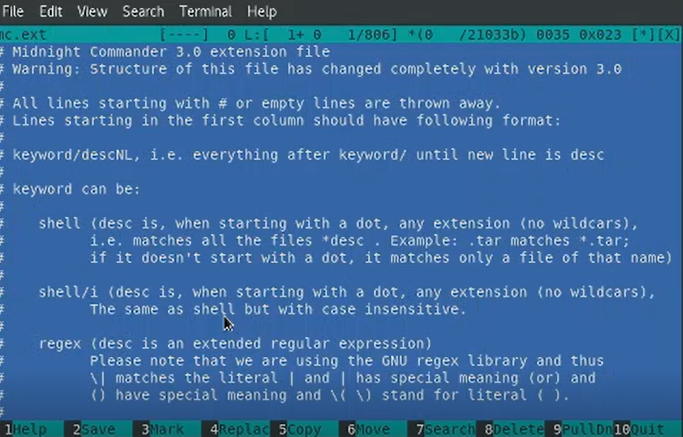 File Edit View Search Terminal Help
mc.ext [----] 0 L:[ 1+ 0 1/806] *(0 /21033b) 0035 0x023 [*][X]
# Midnight Commander 3.0 extension file
# Warning: Structure of this file has changed completely with version 3.0
#
# All lines starting with # or empty lines are thrown away.
# Lines starting in the first column should have following format:
#
# keyword/descNL, i.e. everything after keyword/ until new line is desc
#
# keyword can be:
#
# shell (desc is, when starting with a dot, any extension (no wildcars),
# i.e. matches all the files *desc . Example: .tar matches *.tar;
# if it doesn't start with a dot, it matches only a file of that name)
#
# shell/i (desc is, when starting with a dot, any extension (no wildcars),
# The same as shell but with case insensitive.
#
# regex (desc is an extended regular expression)
# Please note that we are using the GNU regex library and thus
# \| matches the literal | and | has special meaning (or) and
# () have special meaning and \( \) stand for literal ( ).
#
1Help 2Save 3Mark 4Replac 5Copy 6Move 7Search 8Delete 9PullDn 10Quit